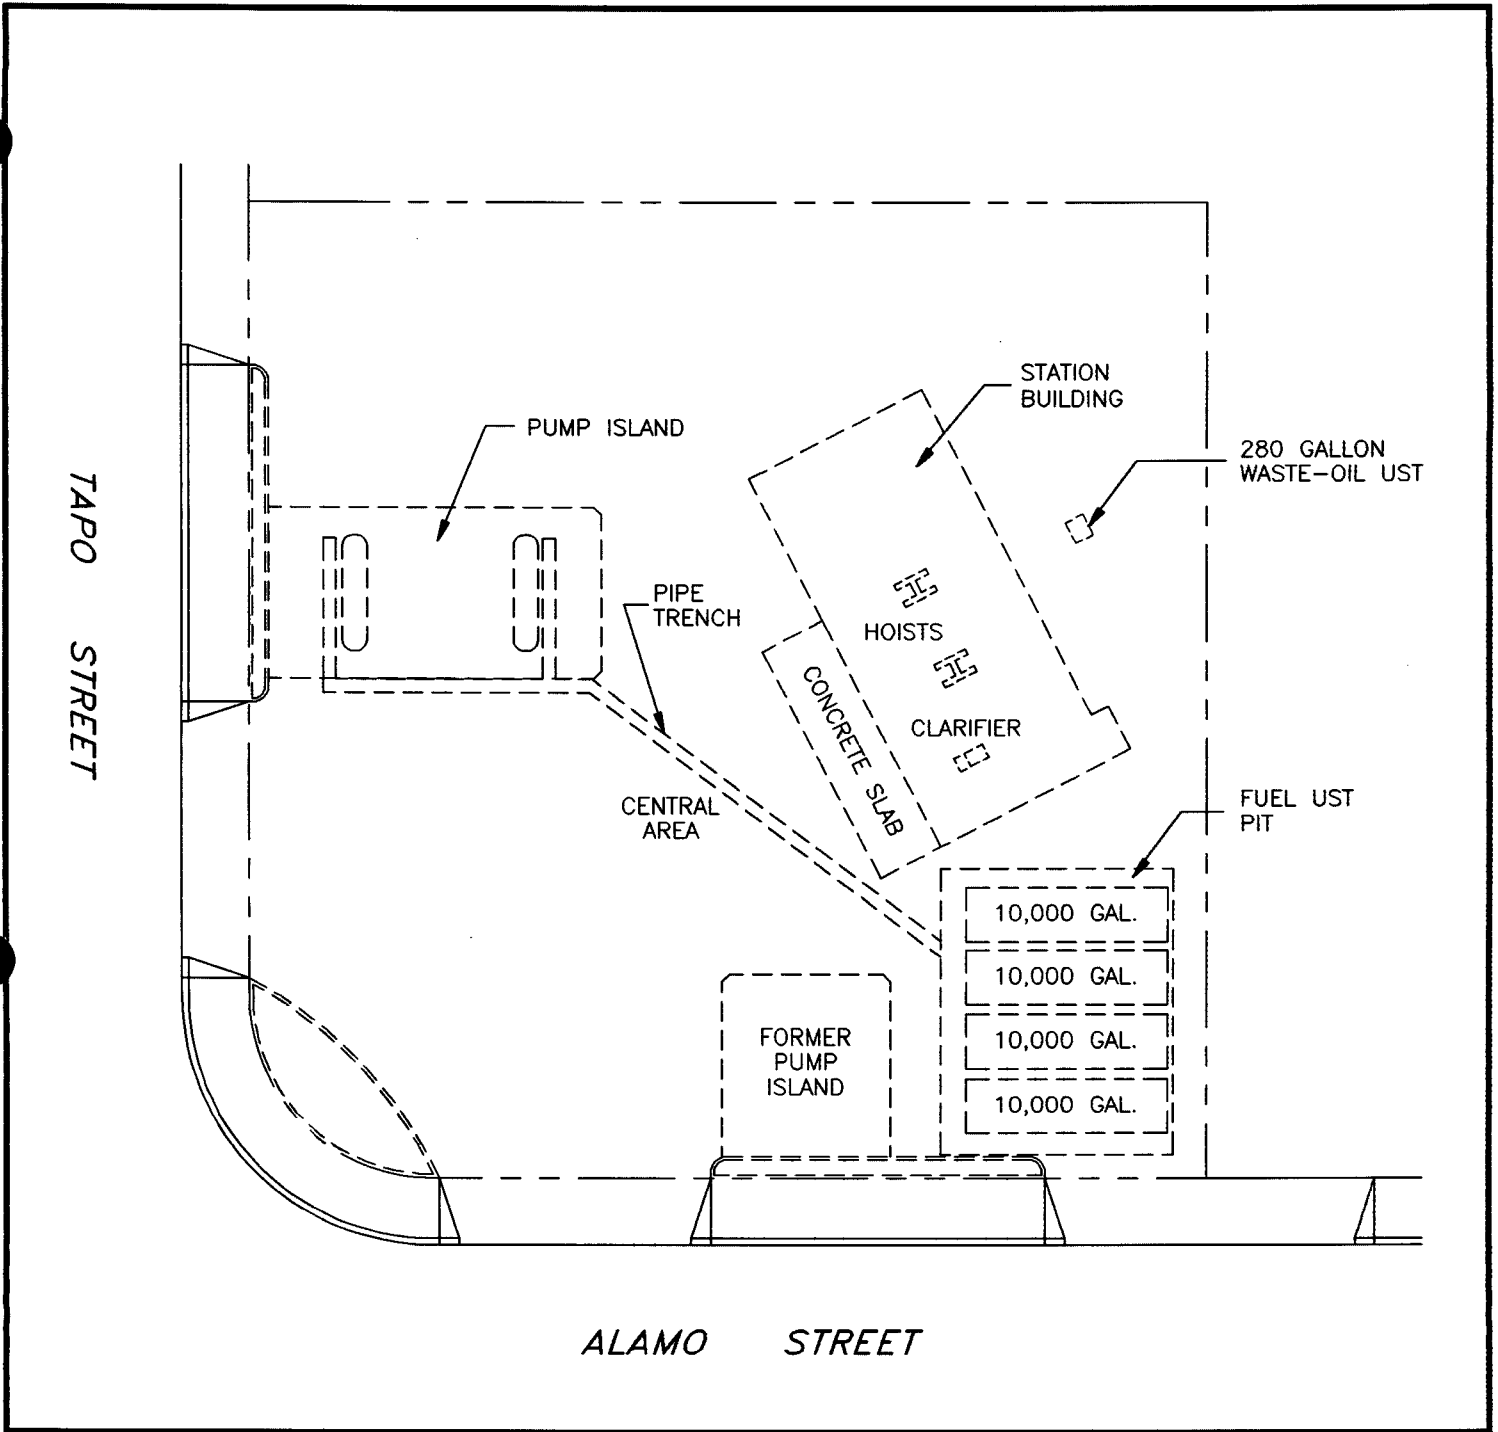 STATION
BUILDING
PUMP ISLAND
280 GALLON
WASTE-OIL UST
TAPO STREET
PIPE
TRENCH
HOISTS
CONCRETE SLAB
CLARIFIER
CENTRAL
AREA
FUEL UST
PIT
10,000 GAL.
10,000 GAL.
10,000 GAL.
10,000 GAL.
FORMER
PUMP
ISLAND
ALAMO STREET